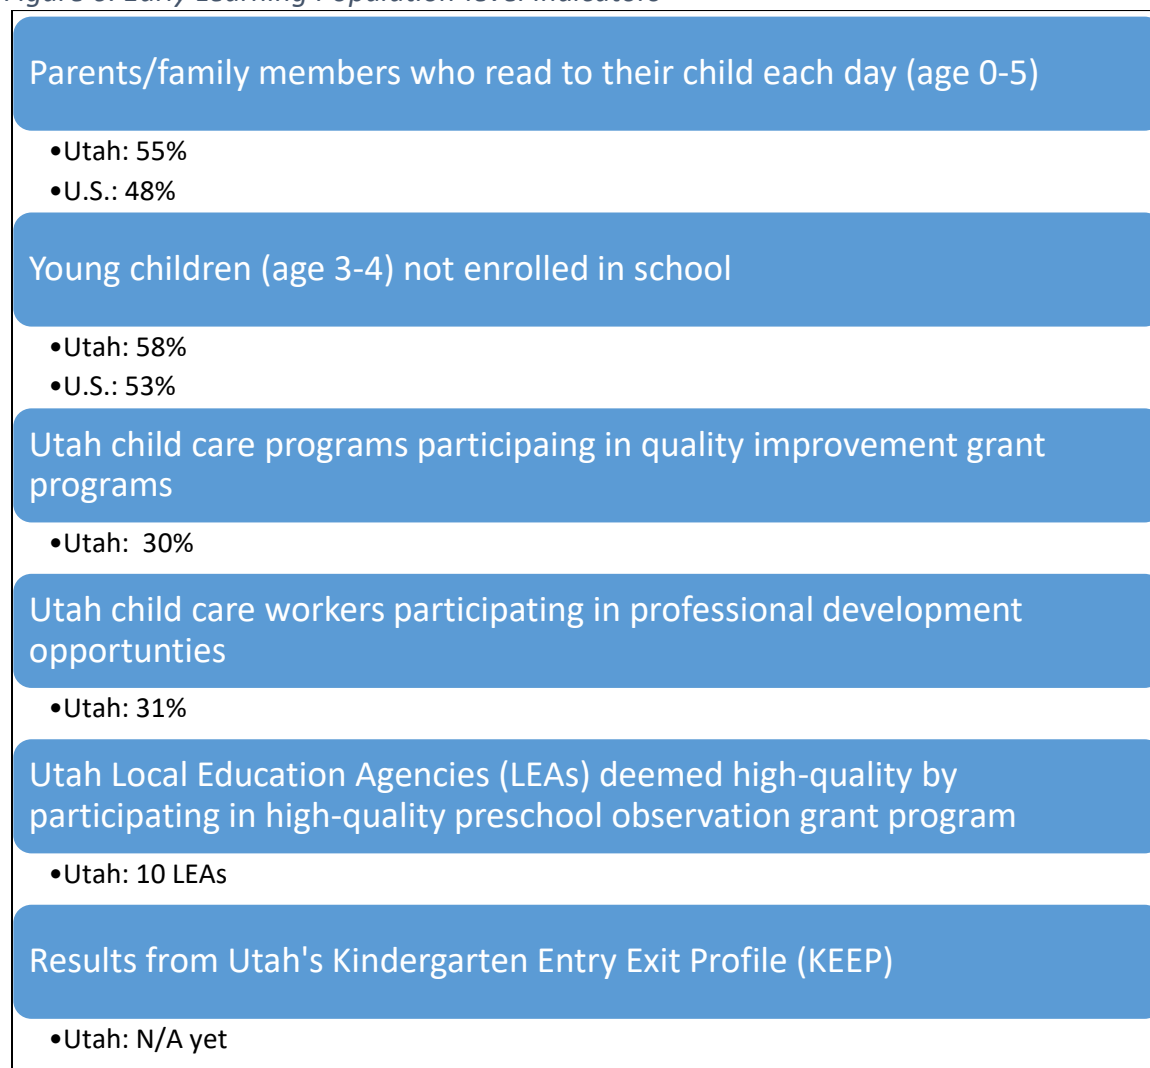 Parents/family members who read to their child each day (age 0-5)
•Utah: 55%
•U.S.: 48%
Young children (age 3-4) not enrolled in school
•Utah: 58%
•U.S.: 53%
Utah child care programs participaing in quality improvement grant
programs
•Utah:  30%
Utah child care workers participating in professional development
opportunties
•Utah: 31%
Utah Local Education Agencies (LEAs) deemed high-quality by
participating in high-quality preschool observation grant program
•Utah: 10 LEAs
Results from Utah's Kindergarten Entry Exit Profile (KEEP)
•Utah: N/A yet